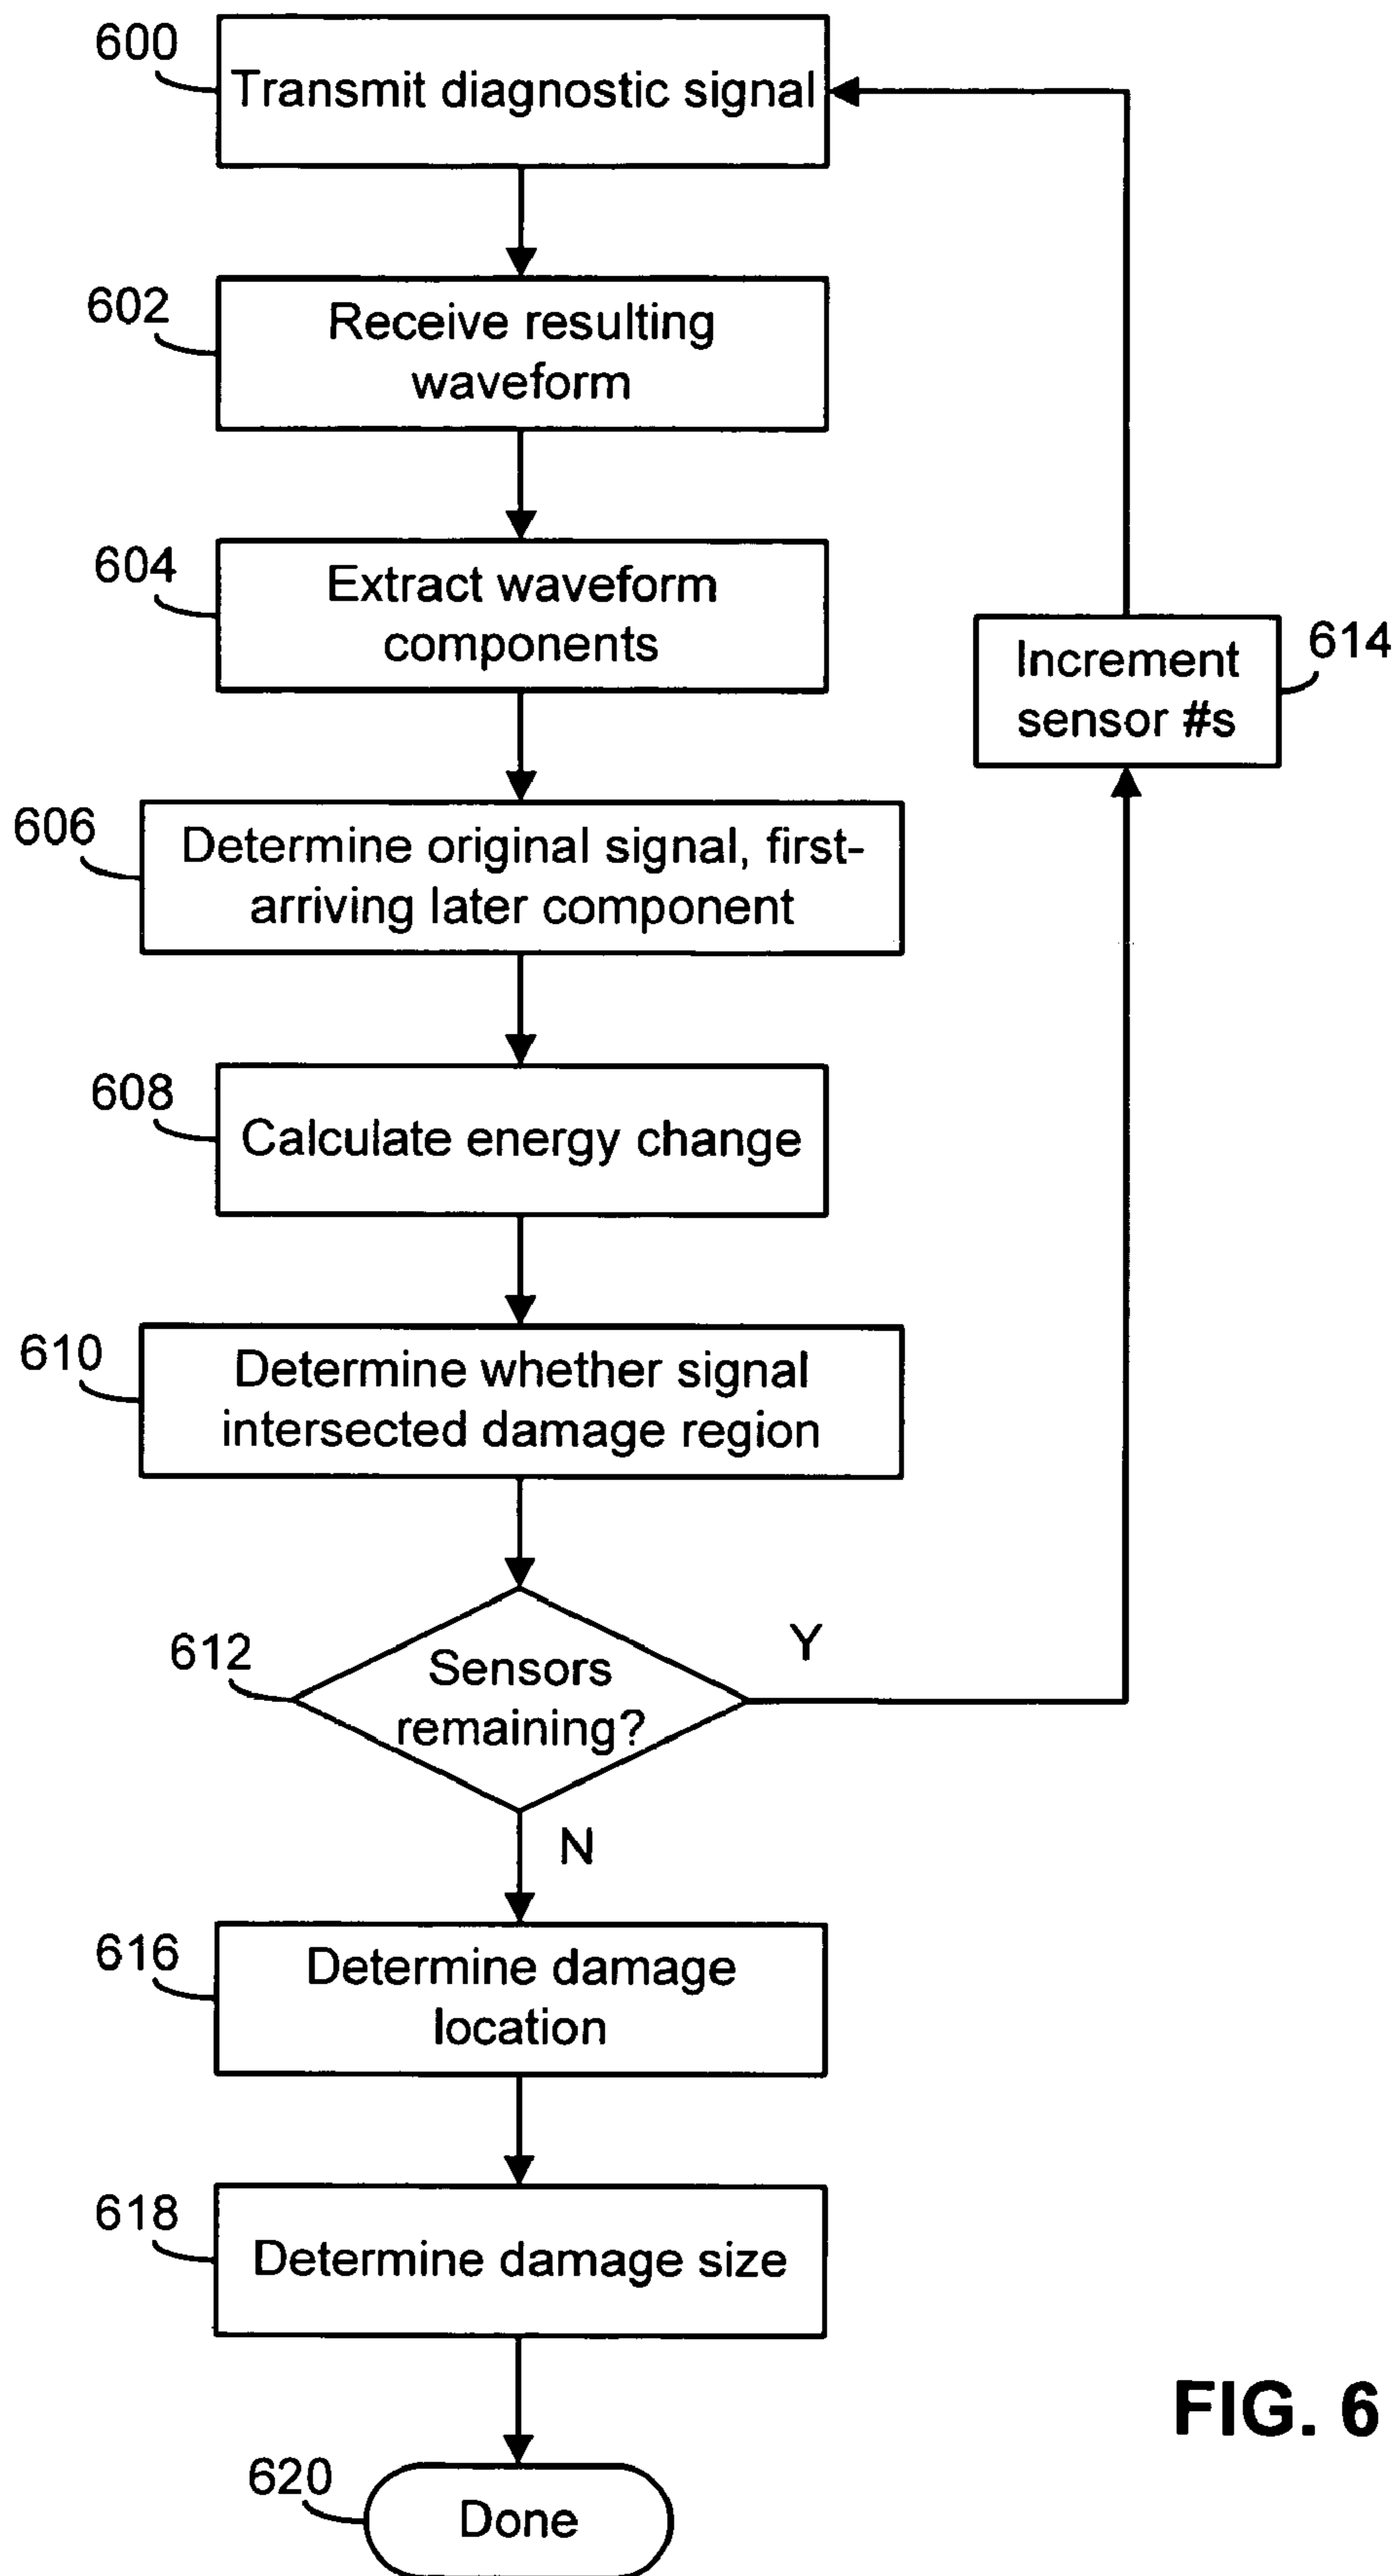 600
Transmit diagnostic signal
602
Receive resulting
waveform
604
Extract waveform
components
614
Increment
sensor #s
606
Determine original signal, first-
arriving later component
608
Calculate energy change
610
Determine whether signal
intersected damage region
612
Sensors
remaining?
Y
N
616
Determine damage
location
618
Determine damage size
FIG. 6
620
Done